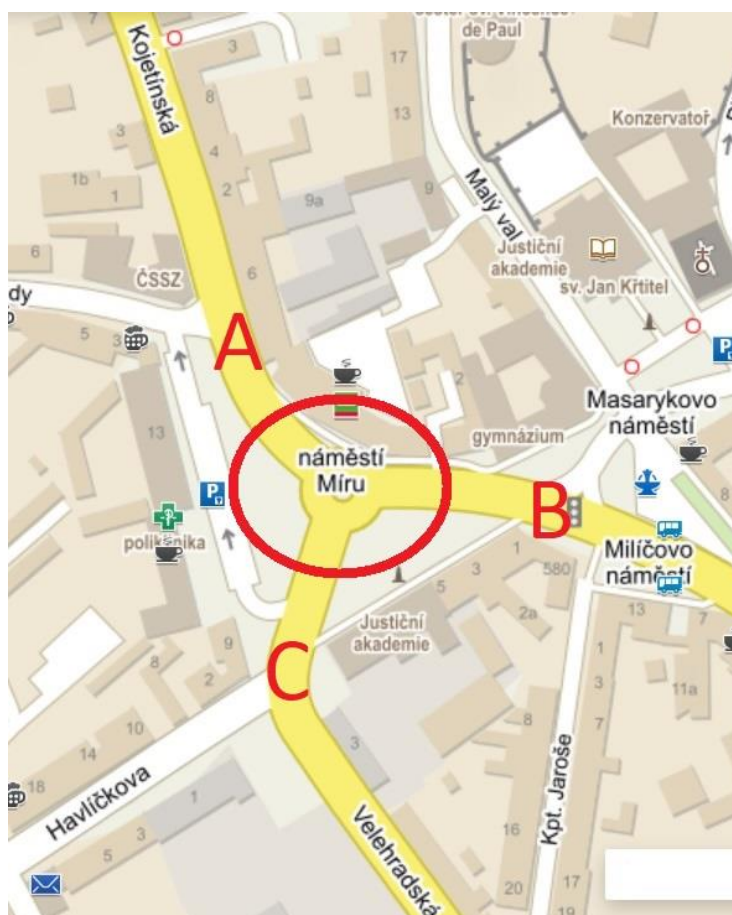 de Paul
Kojetínská
7
3
17
13
8
3
4
1b
1
2
9a
9
Konzervatoř
Malý val
Justiční
akademie
sv. Jan Křtitel
6
ČSSZ
6
dy
5
3
A
P
2
Masarykovo
náměstí
13
gymnázium
náměstí
Míru
P
B
8
poliklinika
1
580
Milíčovo
náměstí
3
5
2a
13
7
Justiční
akademie
9
8
2
C
1
3
11a
10
14
18
8
7
3
Havlíčkova
1
Kpt. Jaroše
3
5
16
Velehradská
20
17
19